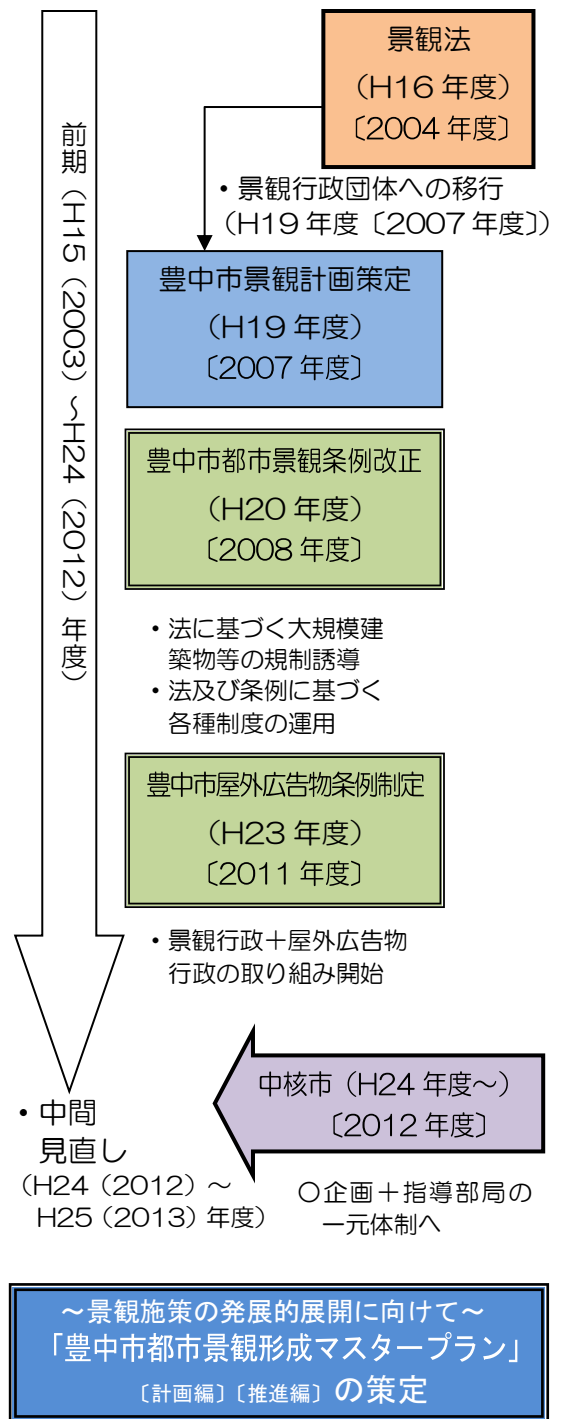 景観法
（H16 年度）
〔2004 年度〕
前期（H15（2003）～H24（2012）年度）
・景観行政団体への移行
（H19 年度〔2007 年度〕）
豊中市景観計画策定
（H19 年度）
〔2007 年度〕
豊中市都市景観条例改正
（H20 年度）
〔2008 年度〕
・法に基づく大規模建
築物等の規制誘導
・法及び条例に基づく
各種制度の運用
豊中市屋外広告物条例制定
（H23 年度）
〔2011 年度〕
・景観行政＋屋外広告物
行政の取り組み開始
中核市（H24 年度～）
〔2012 年度〕
・中間
見直し
（H24（2012）～
H25（2013）年度）
〇企画＋指導部局の
一元体制へ
～景観施策の発展的展開に向けて～
「豊中市都市景観形成マスタープラン」
〔計画編〕〔推進編〕の策定